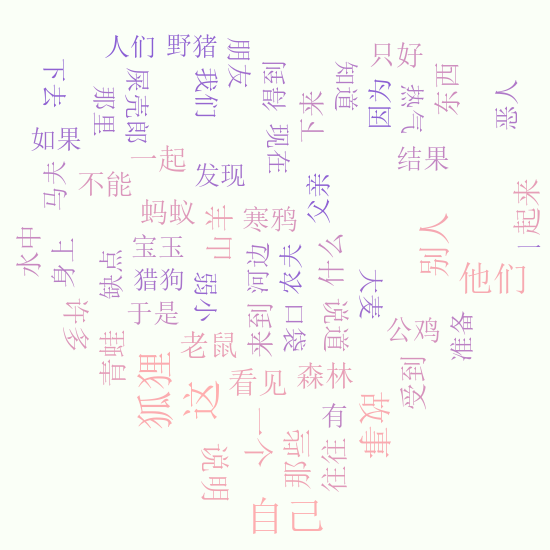 人们
野猪
朋友
只好
下去
屎壳郎
我们
至得
知道
因为
热气
东西
恶人
那里
现在
下来
如果
一起
发现
结果
马夫
不能
父亲
一起来
蚂蚁
山羊
寒鸦
别人
水中
身上
缺点
宝玉
猎狗
弱小
河边
农夫
什么
大麦
他们
许多
于是
来到
口袋
说道
公鸡
准备
青蛙
老鼠
狐狸
这
看见
森林
受到
故事
有
一个
那些
往往
说明
自己